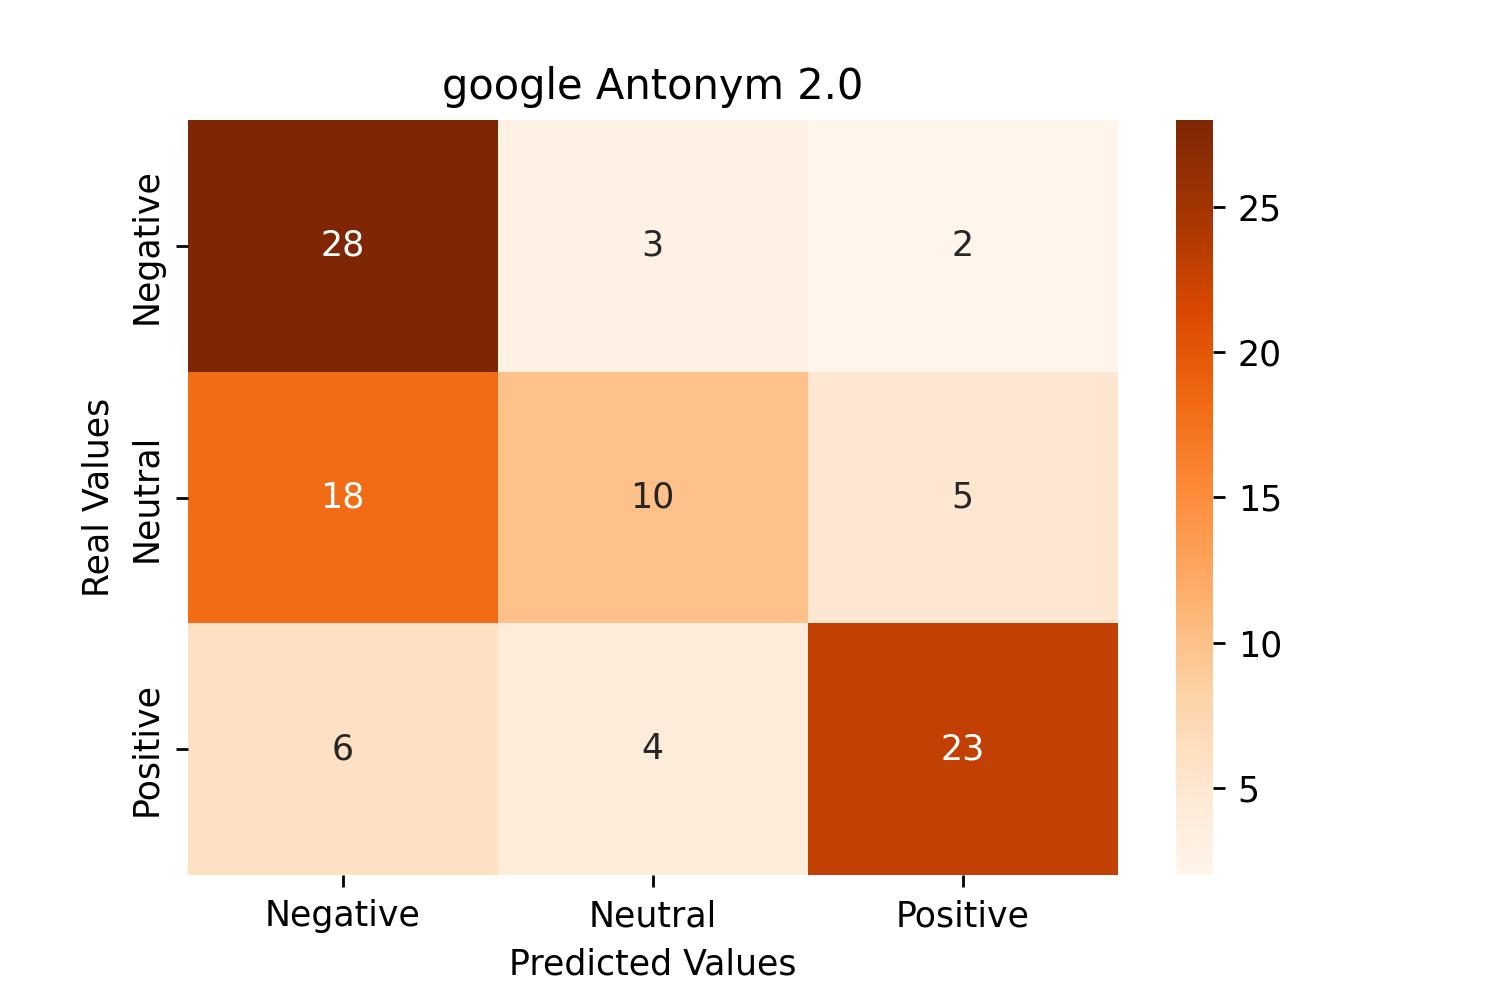 google Antonym 2.0
Real Values
Negative
28 3 2
Neutral
18 10 5
Positive
6 4 23
Negative Neutral Positive
Predicted Values
25
20
15
10
5